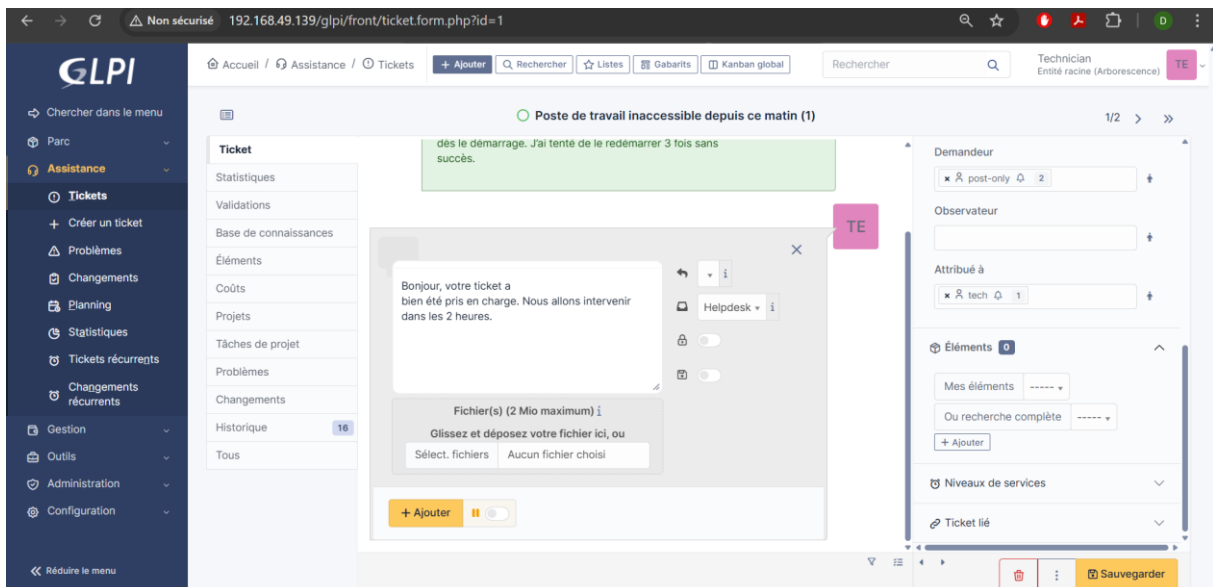 Non sécurisé 192.168.49.139/glpi/front/ticket.form.php?id=1
D
GLPI
Accueil / Assistance / Tickets
+ Ajouter
Rechercher
Listes
Gabarits
Kanban global
Rechercher
Technician
Entité racine (Arborescence)
TE
Chercher dans le menu
Parc
Assistance
Tickets
+ Créer un ticket
Problèmes
Changements
Planning
Statistiques
Tickets récurrents
Changements
récurrents
Gestion
Outils
Administration
Configuration
Réduire le menu
Poste de travail inaccessible depuis ce matin (1)
1/2
Ticket
Statistiques
Validations
Base de connaissances
Éléments
Coûts
Projets
Tâches de projet
Problèmes
Changements
Historique 16
Tous
dès le démarrage. J'ai tenté de le redémarrer 3 fois sans
succès.
TE
Bonjour, votre ticket a
bien été pris en charge. Nous allons intervenir
dans les 2 heures.
i
Helpdesk i
Fichier(s) (2 Mio maximum) i
Glissez et déposez votre fichier ici, ou
Sélect. fichiers Aucun fichier choisi
+ Ajouter
Demandeur
× post-only 2
Observateur
Attribué à
× tech 1
Éléments 0
Mes éléments -----
Ou recherche complète -----
+ Ajouter
Niveaux de services
Ticket lié
Sauvegarder